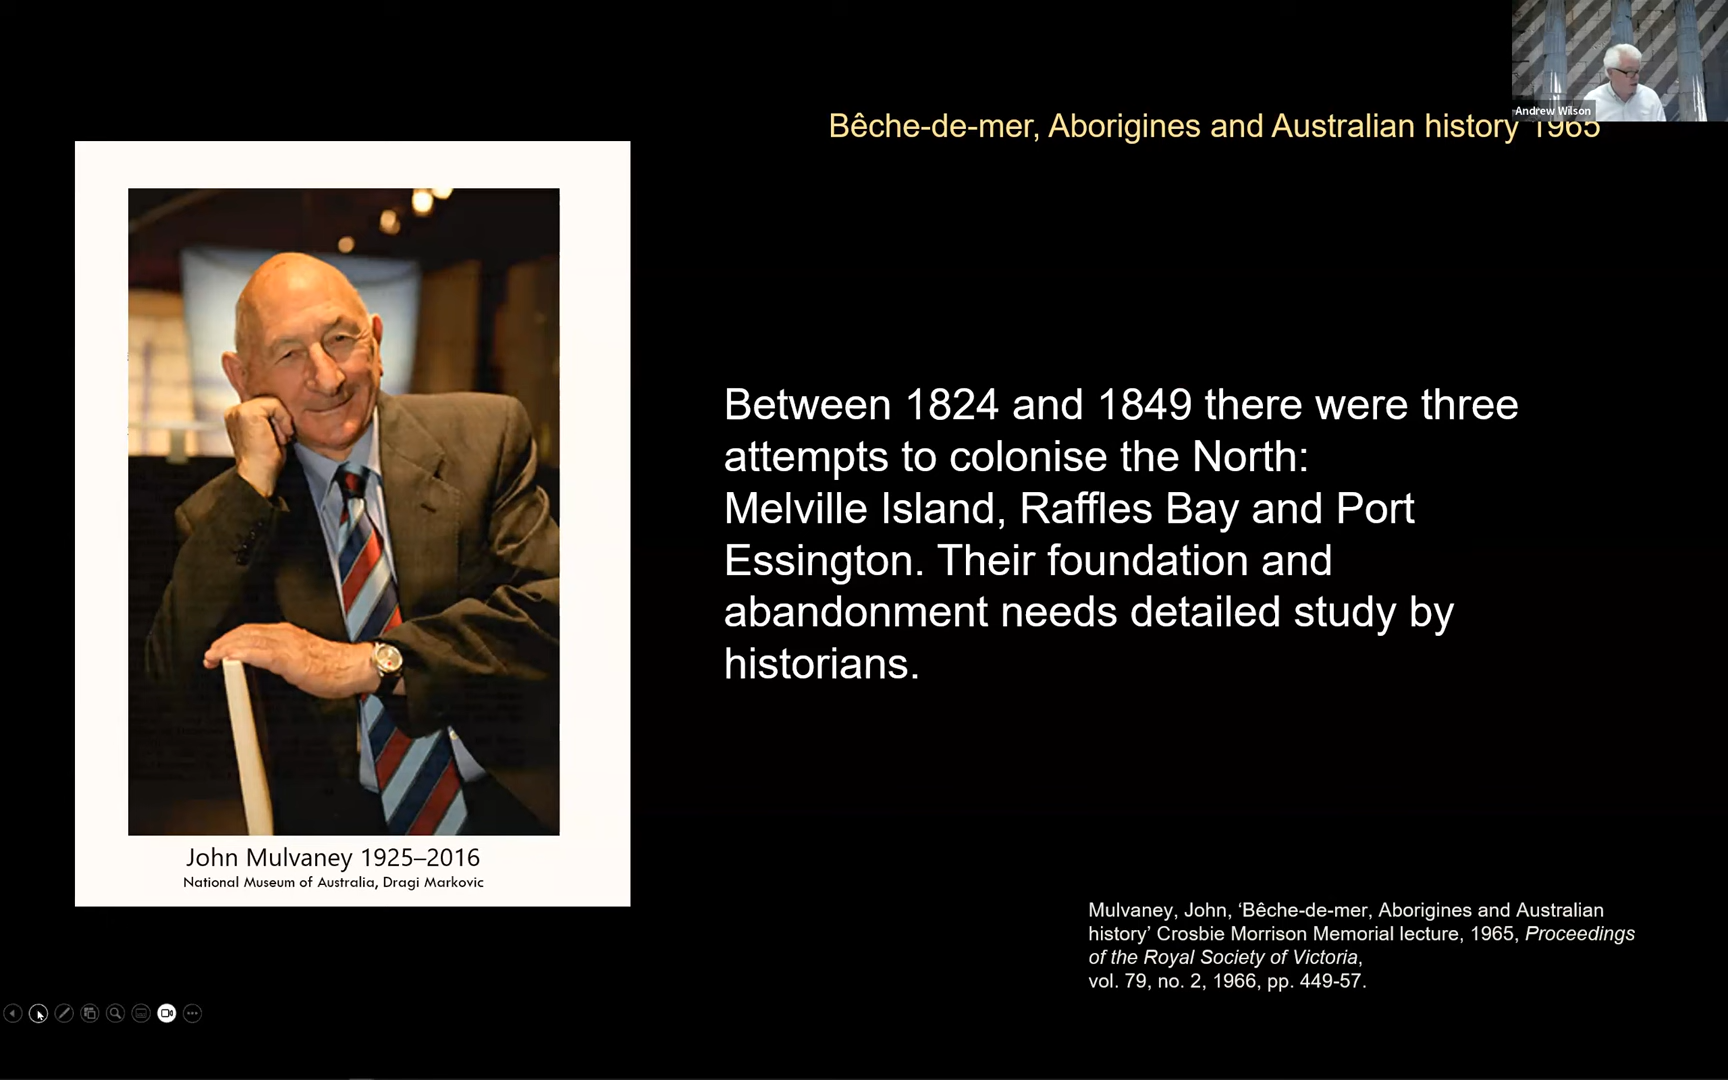 Andrew Wilson
Bêche-de-mer, Aborigines and Australian history 1965
Between 1824 and 1849 there were three
attempts to colonise the North:
Melville Island, Raffles Bay and Port
Essington. Their foundation and
abandonment needs detailed study by
historians.
John Mulvaney 1925–2016
National Museum of Australia, Dragi Markovic
Mulvaney, John, ‘Bêche-de-mer, Aborigines and Australian
history’ Crosbie Morrison Memorial lecture, 1965, Proceedings
of the Royal Society of Victoria,
vol. 79, no. 2, 1966, pp. 449-57.